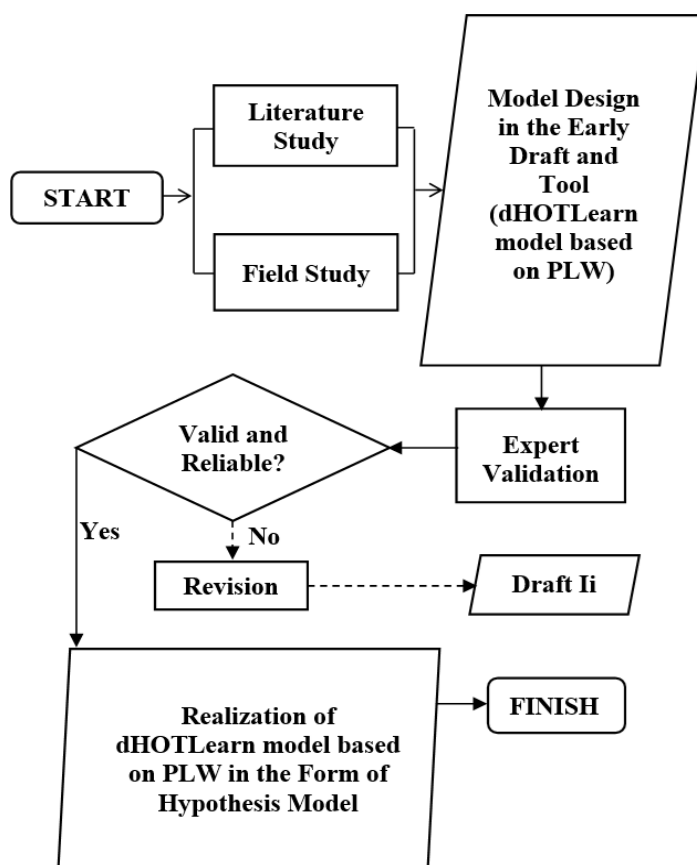 START
Literature
Study
Field Study
Model Design
in the Early
Draft and
Tool
(dHOTLearn
model based
on PLW)
Expert
Validation
Valid and
Reliable?
Yes
No
Revision
Draft Ii
Realization of
dHOTLearn model based
on PLW in the Form of
Hypothesis Model
FINISH